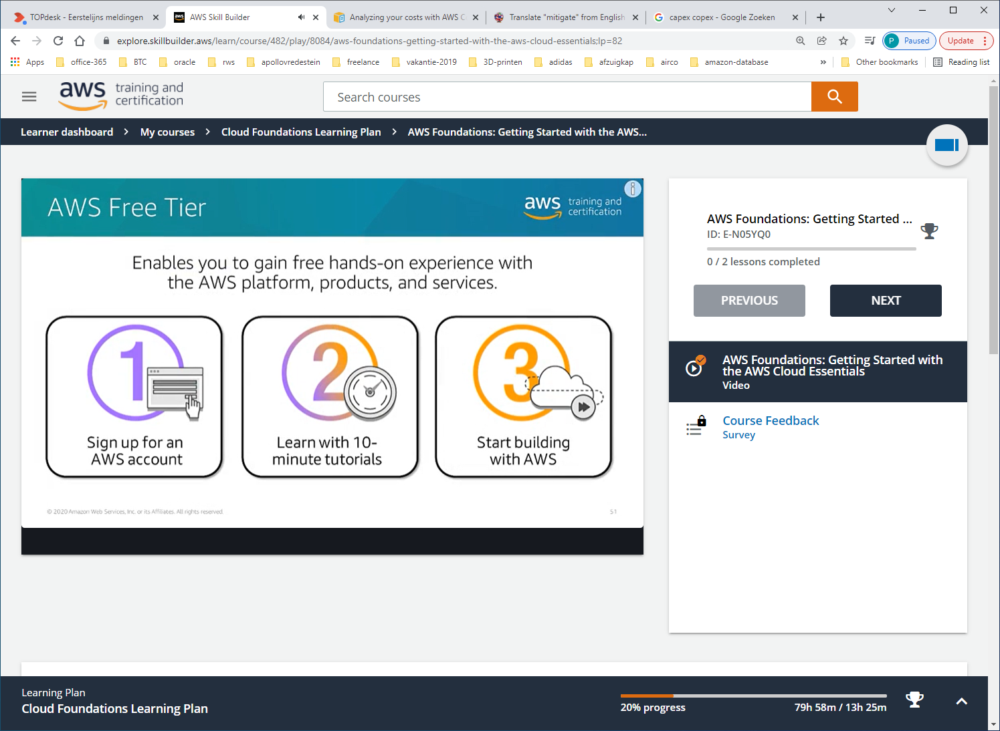 TOPdesk - Eerstelijns meldingen
AWS Skill Builder
Analyzing your costs with AWS C
Translate "mitigate" from English
capex copex - Google Zoeken
explore.skillbuilder.aws/learn/course/482/play/8084/aws-foundations-getting-started-with-the-aws-cloud-essentials;lp=82
P Paused
Update
Apps
office-365
BTC
oracle
rws
apollovredestein
freelance
vakantie-2019
3D-printen
adidas
afzuigkap
airco
amazon-database
»
Other bookmarks
Reading list
aws training and
certification
Search courses
Learner dashboard > My courses > Cloud Foundations Learning Plan > AWS Foundations: Getting Started with the AWS...
AWS Free Tier
aws training and
certification
Enables you to gain free hands-on experience with
the AWS platform, products, and services.
1
Sign up for an
AWS account
2
Learn with 10-
minute tutorials
3
Start building
with AWS
© 2020 Amazon Web Services, Inc. or its Affiliates. All rights reserved.
51
AWS Foundations: Getting Started ...
ID: E-N05YQ0
0 / 2 lessons completed
PREVIOUS
NEXT
AWS Foundations: Getting Started with
the AWS Cloud Essentials
Video
Course Feedback
Survey
Learning Plan
Cloud Foundations Learning Plan
20% progress
79h 58m / 13h 25m